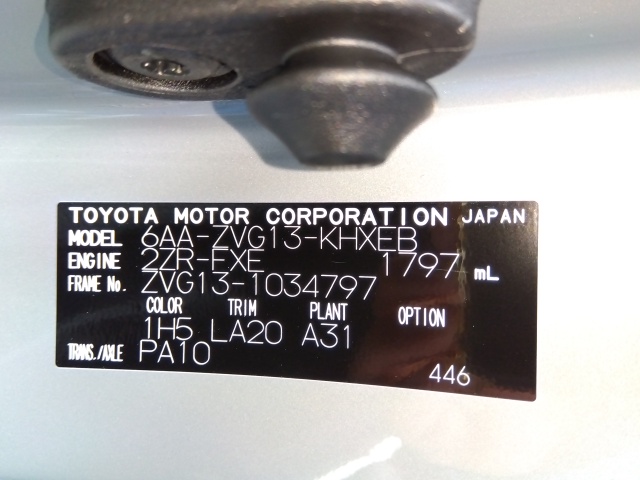 TOYOTA MOTOR CORPORATION JAPAN
MODEL 6AA-ZVG13-KHXEB
ENGINE 2ZR-EXE 1797 mL
FRAME No. ZVG13-1034797
COLOR TRIM PLANT OPTION
1H5 LA20 A31
TRANS./AXLE PA10
446